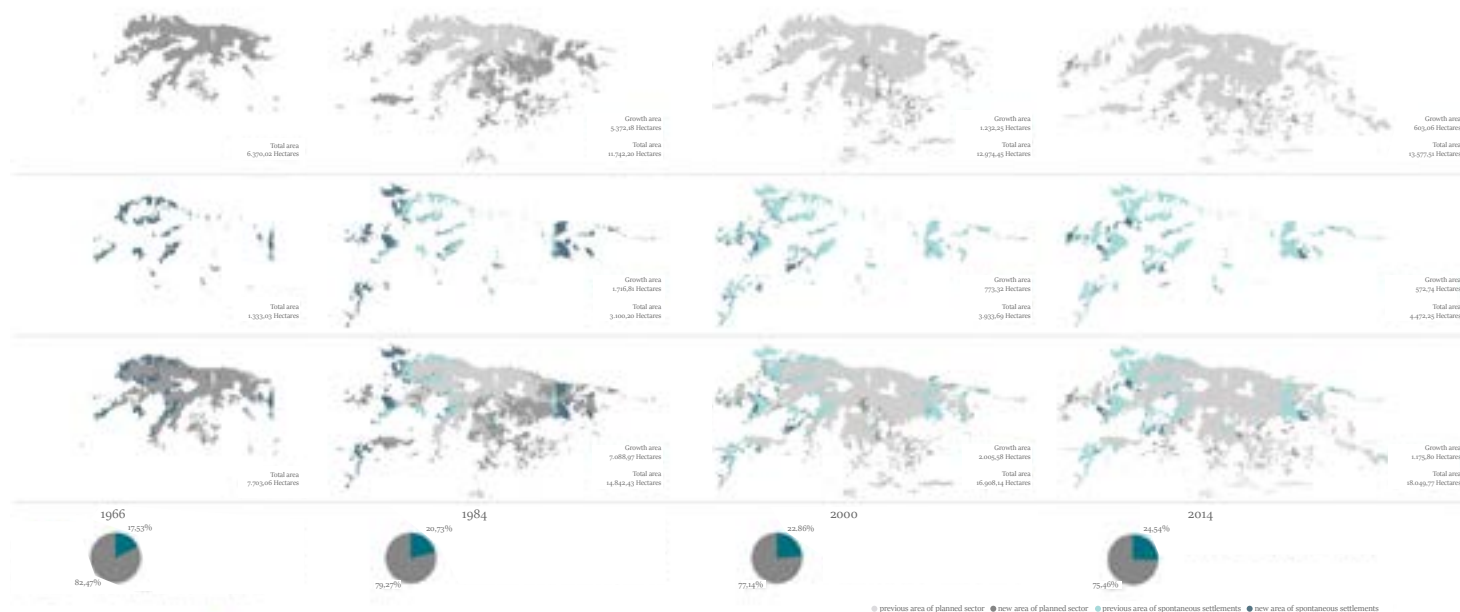 Growth area
5.372,18 Hectares
Total area
6.370,02 Hectares
Total area
11.742,20 Hectares
Growth area
1.232,25 Hectares
Total area
12.974,45 Hectares
Growth area
603,06 Hectares
Total area
13.577,51 Hectares
Total area
1.333,03 Hectares
Growth area
1.716,81 Hectares
Total area
3.100,20 Hectares
Growth area
773,32 Hectares
Total area
3.933,69 Hectares
Growth area
572,74 Hectares
Total area
4.472,25 Hectares
Total area
7.703,06 Hectares
Growth area
7.088,97 Hectares
Total area
14.842,43 Hectares
Growth area
2.005,58 Hectares
Total area
16.908,14 Hectares
Growth area
1.175,80 Hectares
Total area
18.049,77 Hectares
1966
1984
2000
2014
17,53%
82,47%
20,73%
79,27%
22,86%
77,14%
24,54%
75,46%
previous area of planned sector
new area of planned sector
previous area of spontaneous settlements
new area of spontaneous settlements